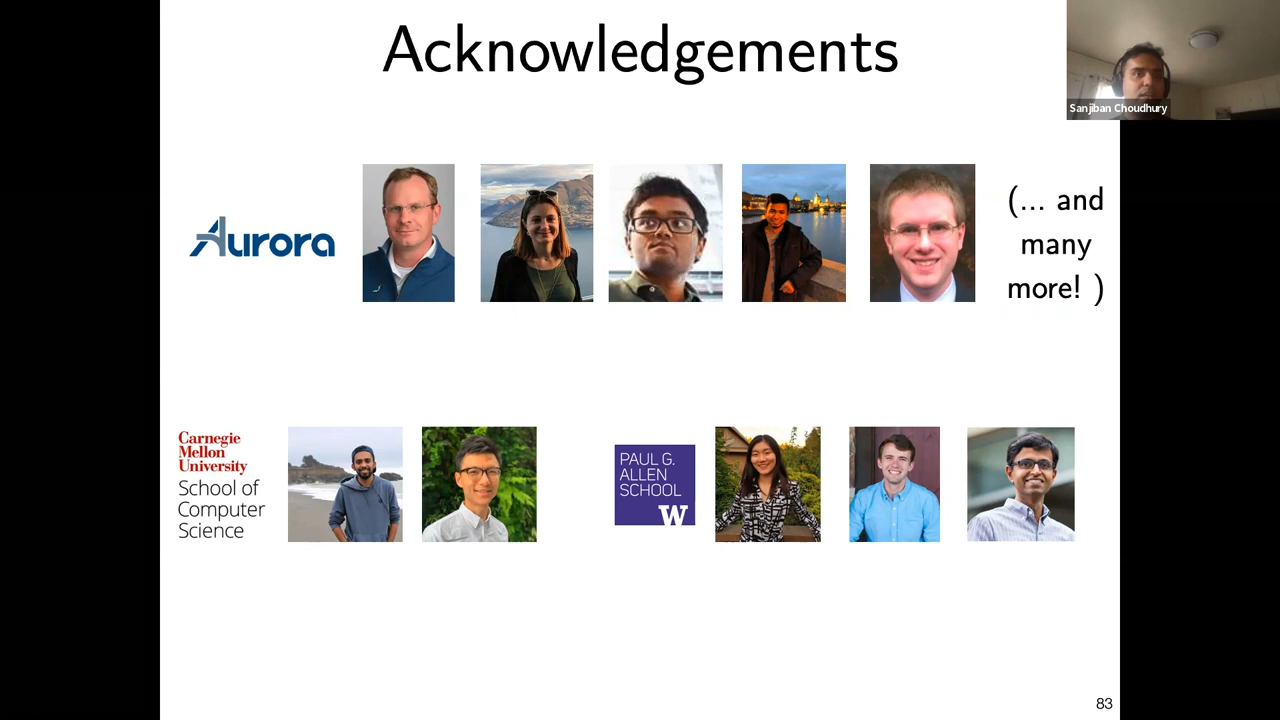 Acknowledgements
Sanjiban Choudhury
Aurora
(... and
many
more! )
Carnegie
Mellon
University
School of
Computer
Science
PAUL G.
ALLEN
SCHOOL
W
83